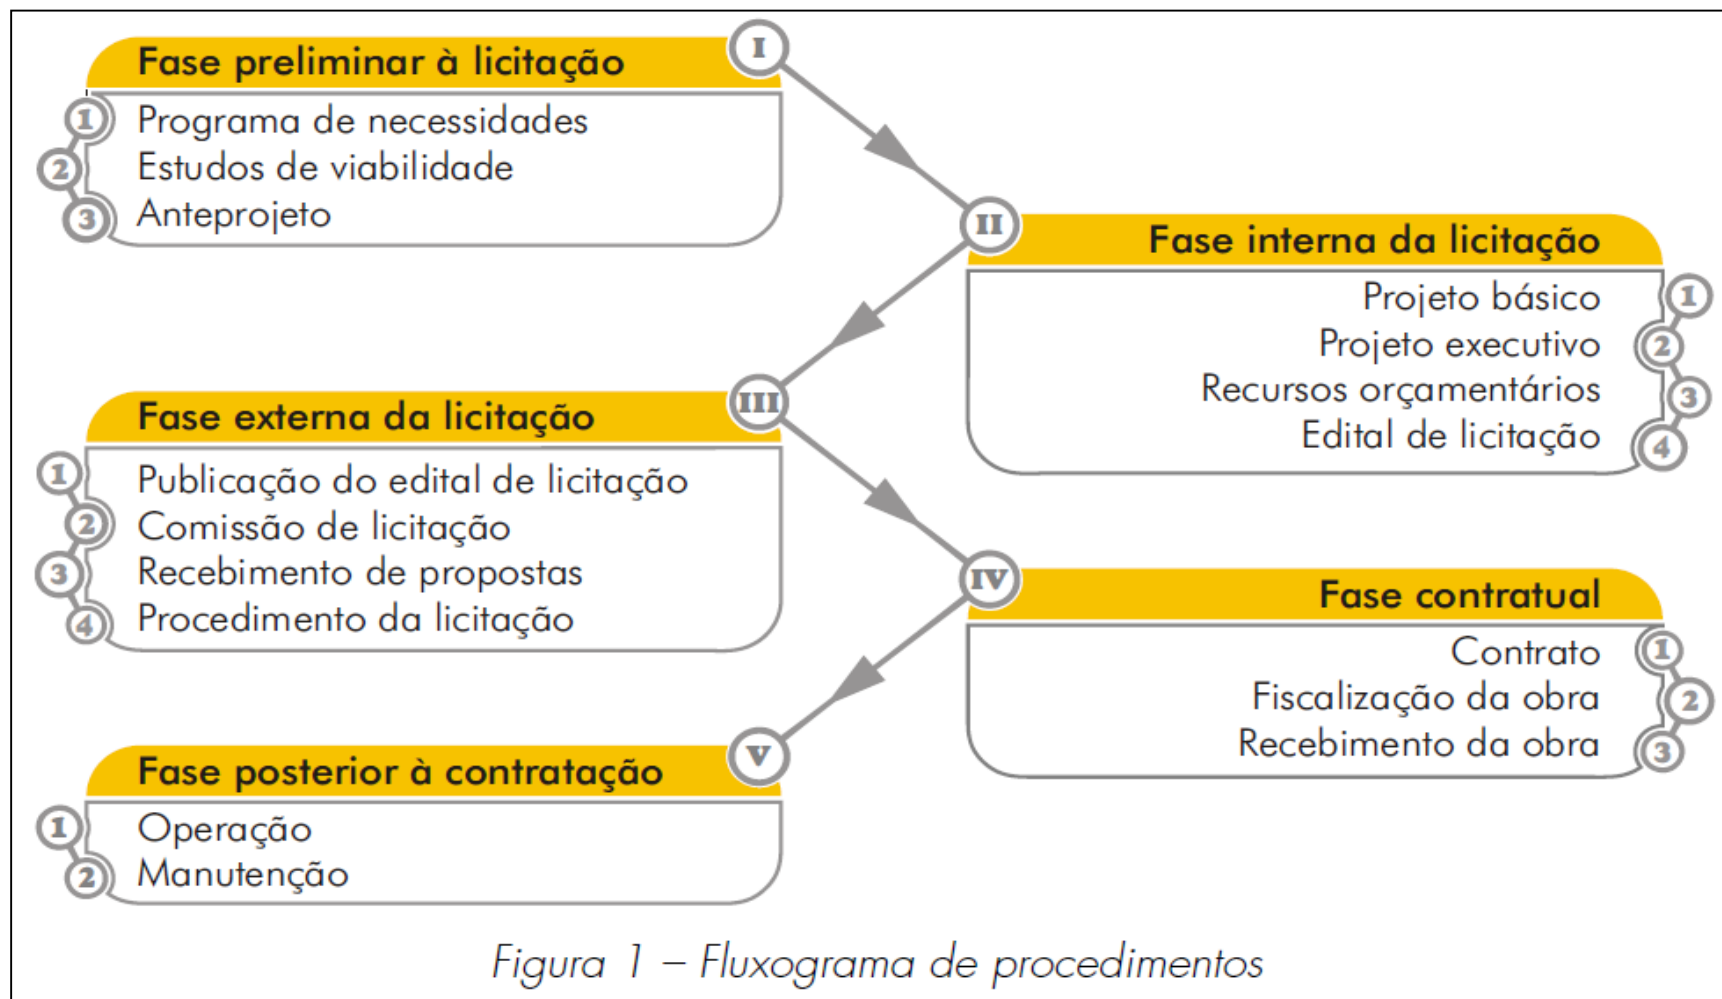 I
Fase preliminar à licitação
1 Programa de necessidades
2 Estudos de viabilidade
3 Anteprojeto
II
Fase interna da licitação
Projeto básico 1
Projeto executivo 2
Recursos orçamentários 3
Edital de licitação 4
III
Fase externa da licitação
1 Publicação do edital de licitação
2 Comissão de licitação
3 Recebimento de propostas
4 Procedimento da licitação
IV
Fase contratual
Contrato 1
Fiscalização da obra 2
Recebimento da obra 3
V
Fase posterior à contratação
1 Operação
2 Manutenção
Figura 1 – Fluxograma de procedimentos